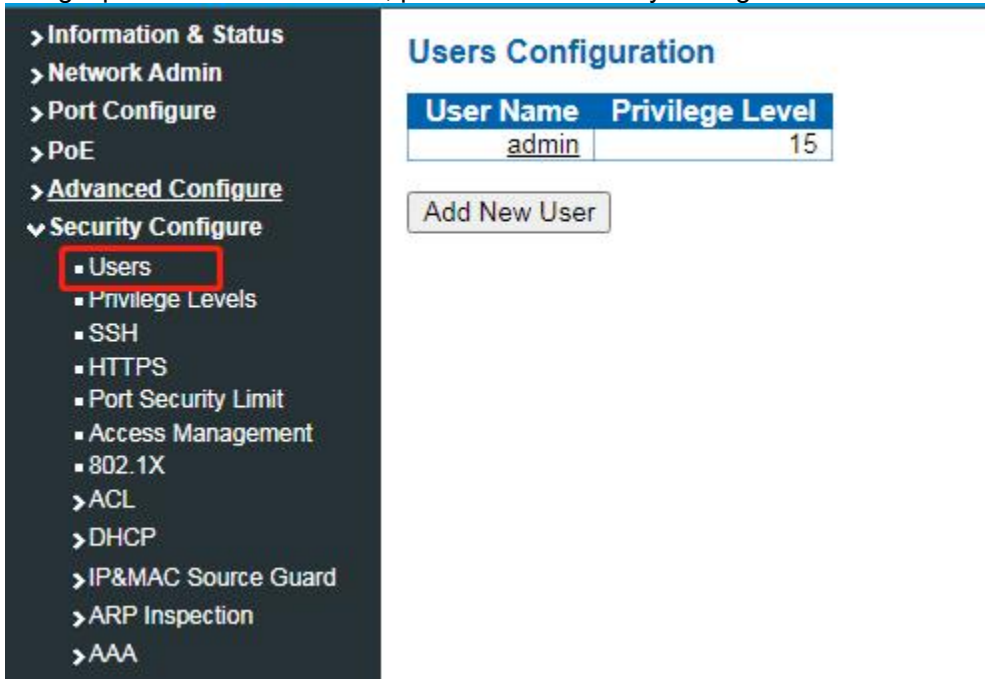 Information & Status
Network Admin
Port Configure
PoE
Advanced Configure
Security Configure
Users
Privilege Levels
SSH
HTTPS
Port Security Limit
Access Management
802.1X
ACL
DHCP
IP&MAC Source Guard
ARP Inspection
AAA
Users Configuration
User Name Privilege Level
admin 15
Add New User